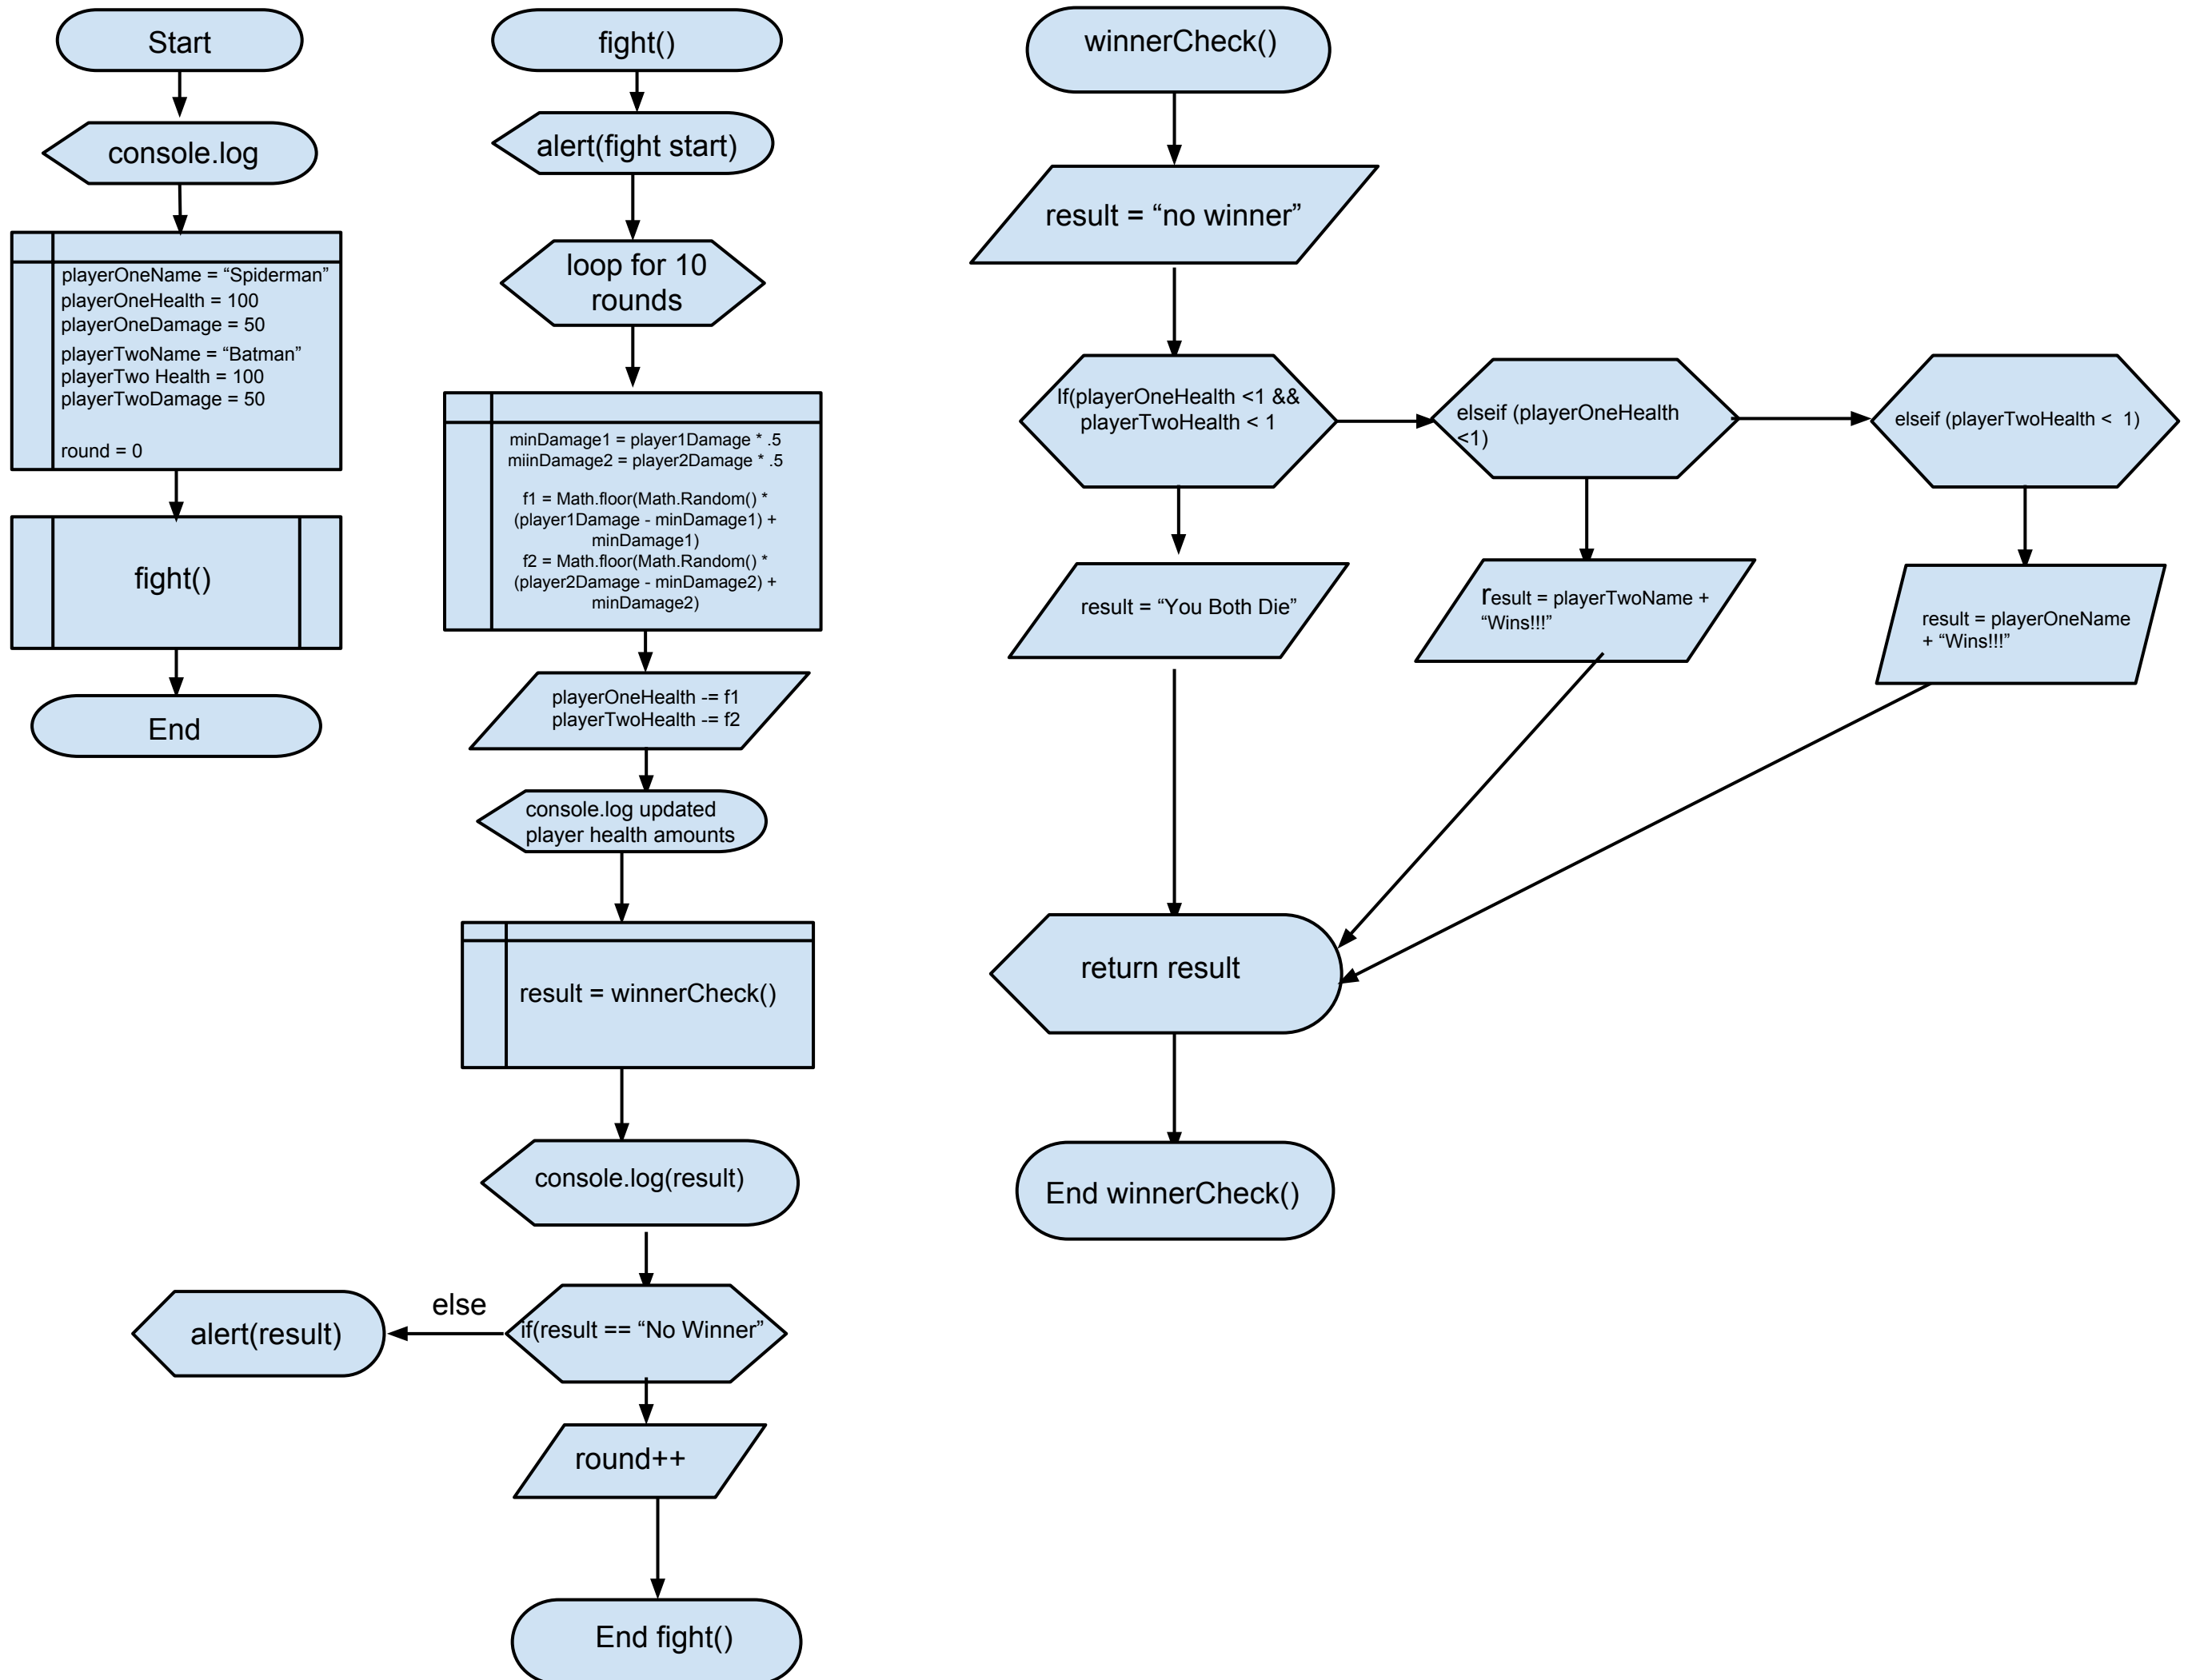 Start
console.log
playerOneName = “Spiderman”
playerOneHealth = 100
playerOneDamage = 50
playerTwoName = “Batman”
playerTwo Health = 100
playerTwoDamage = 50
round = 0
fight()
End
fight()
alert(fight start)
loop for 10
rounds
minDamage1 = player1Damage * .5
miinDamage2 = player2Damage * .5
f1 = Math.floor(Math.Random() *
(player1Damage - minDamage1) +
minDamage1)
f2 = Math.floor(Math.Random() *
(player2Damage - minDamage2) +
minDamage2)
playerOneHealth -= f1
playerTwoHealth -= f2
console.log updated
player health amounts
result = winnerCheck()
console.log(result)
if(result == “No Winner”
else
alert(result)
round++
End fight()
winnerCheck()
result = “no winner”
If(playerOneHealth <1 &&
playerTwoHealth < 1
elseif (playerOneHealth
<1)
elseif (playerTwoHealth <  1)
result = “You Both Die”
result = playerTwoName +
“Wins!!!”
result = playerOneName
+ “Wins!!!”
return result
End winnerCheck()